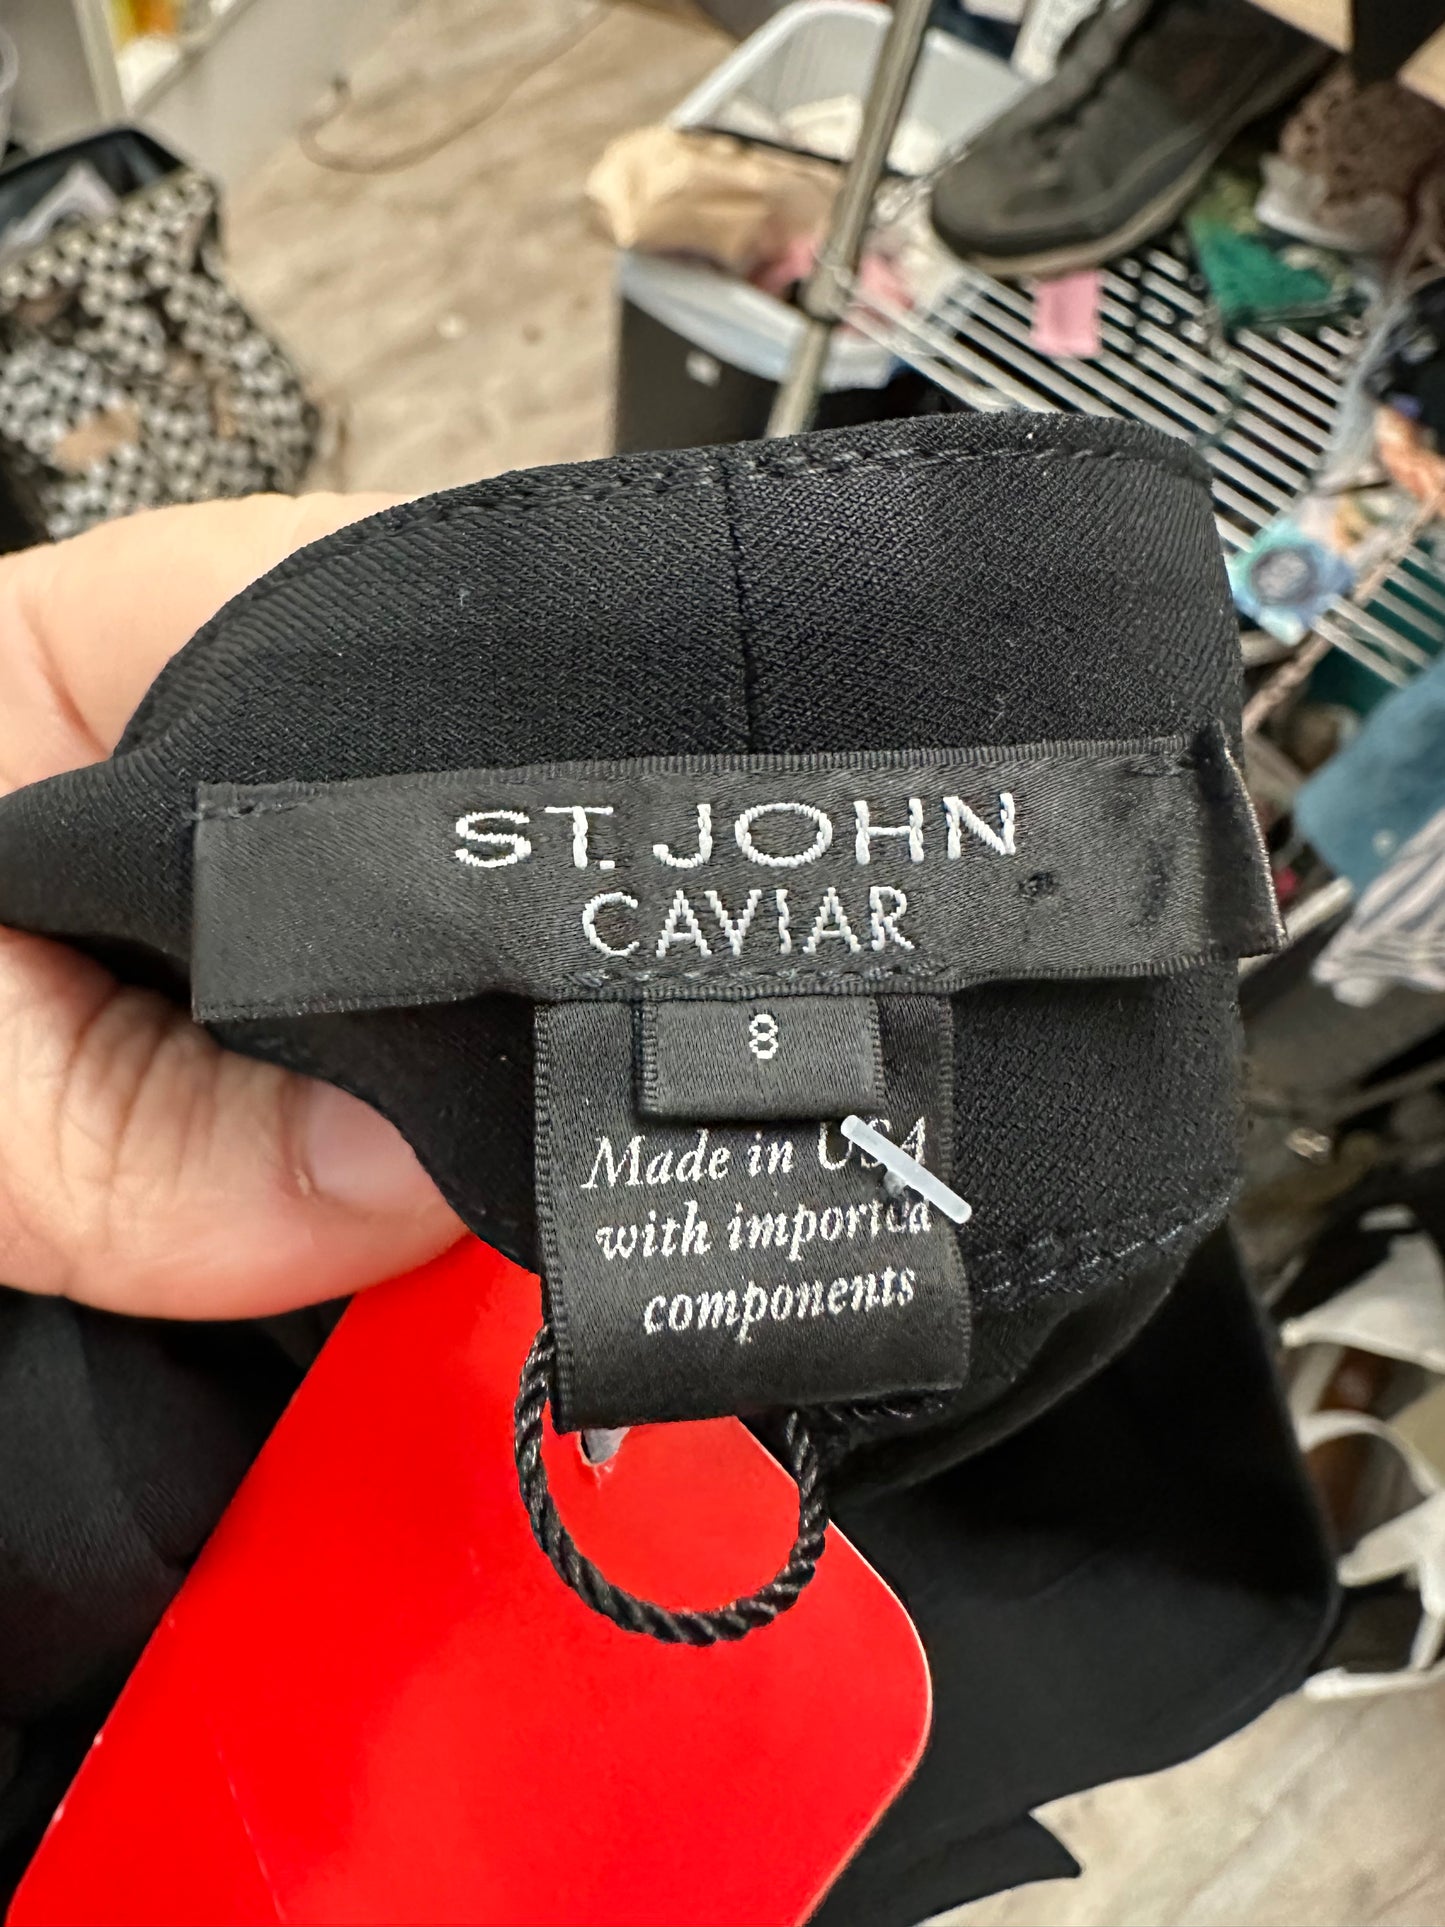 ST. JOHN
CAVIAR
8
Made in USA
with imported
components